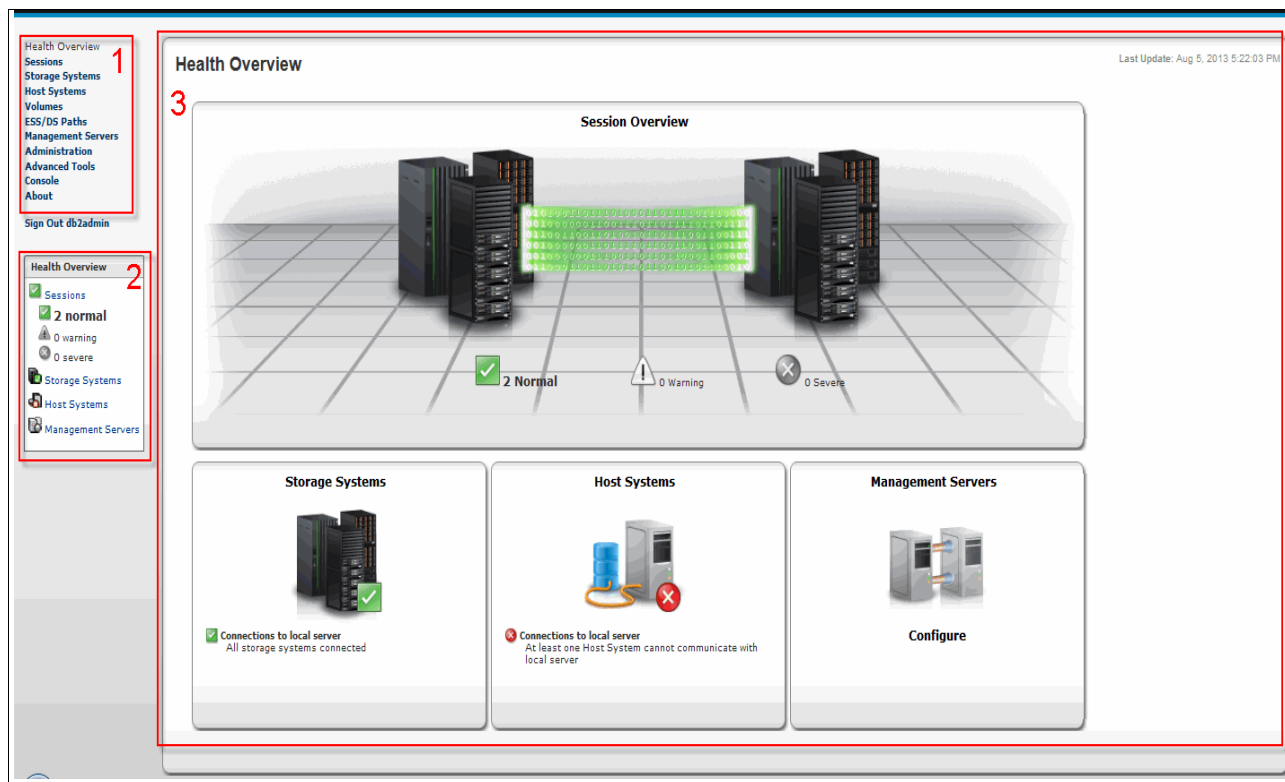 Health Overview
Sessions
Storage Systems
Host Systems
Volumes
ESS/DS Paths
Management Servers
Administration
Advanced Tools
Console
About
1
Sign Out db2admin
Health Overview
2
Sessions
2 normal
0 warning
0 severe
Storage Systems
Host Systems
Management Servers
Health Overview
Last Update: Aug 5, 2013 5:22:03 PM
3
Session Overview
2 Normal
0 Warning
0 Severe
Storage Systems
Connections to local server
All storage systems connected
Host Systems
Connections to local server
At least one Host System cannot communicate with
local server
Management Servers
Configure